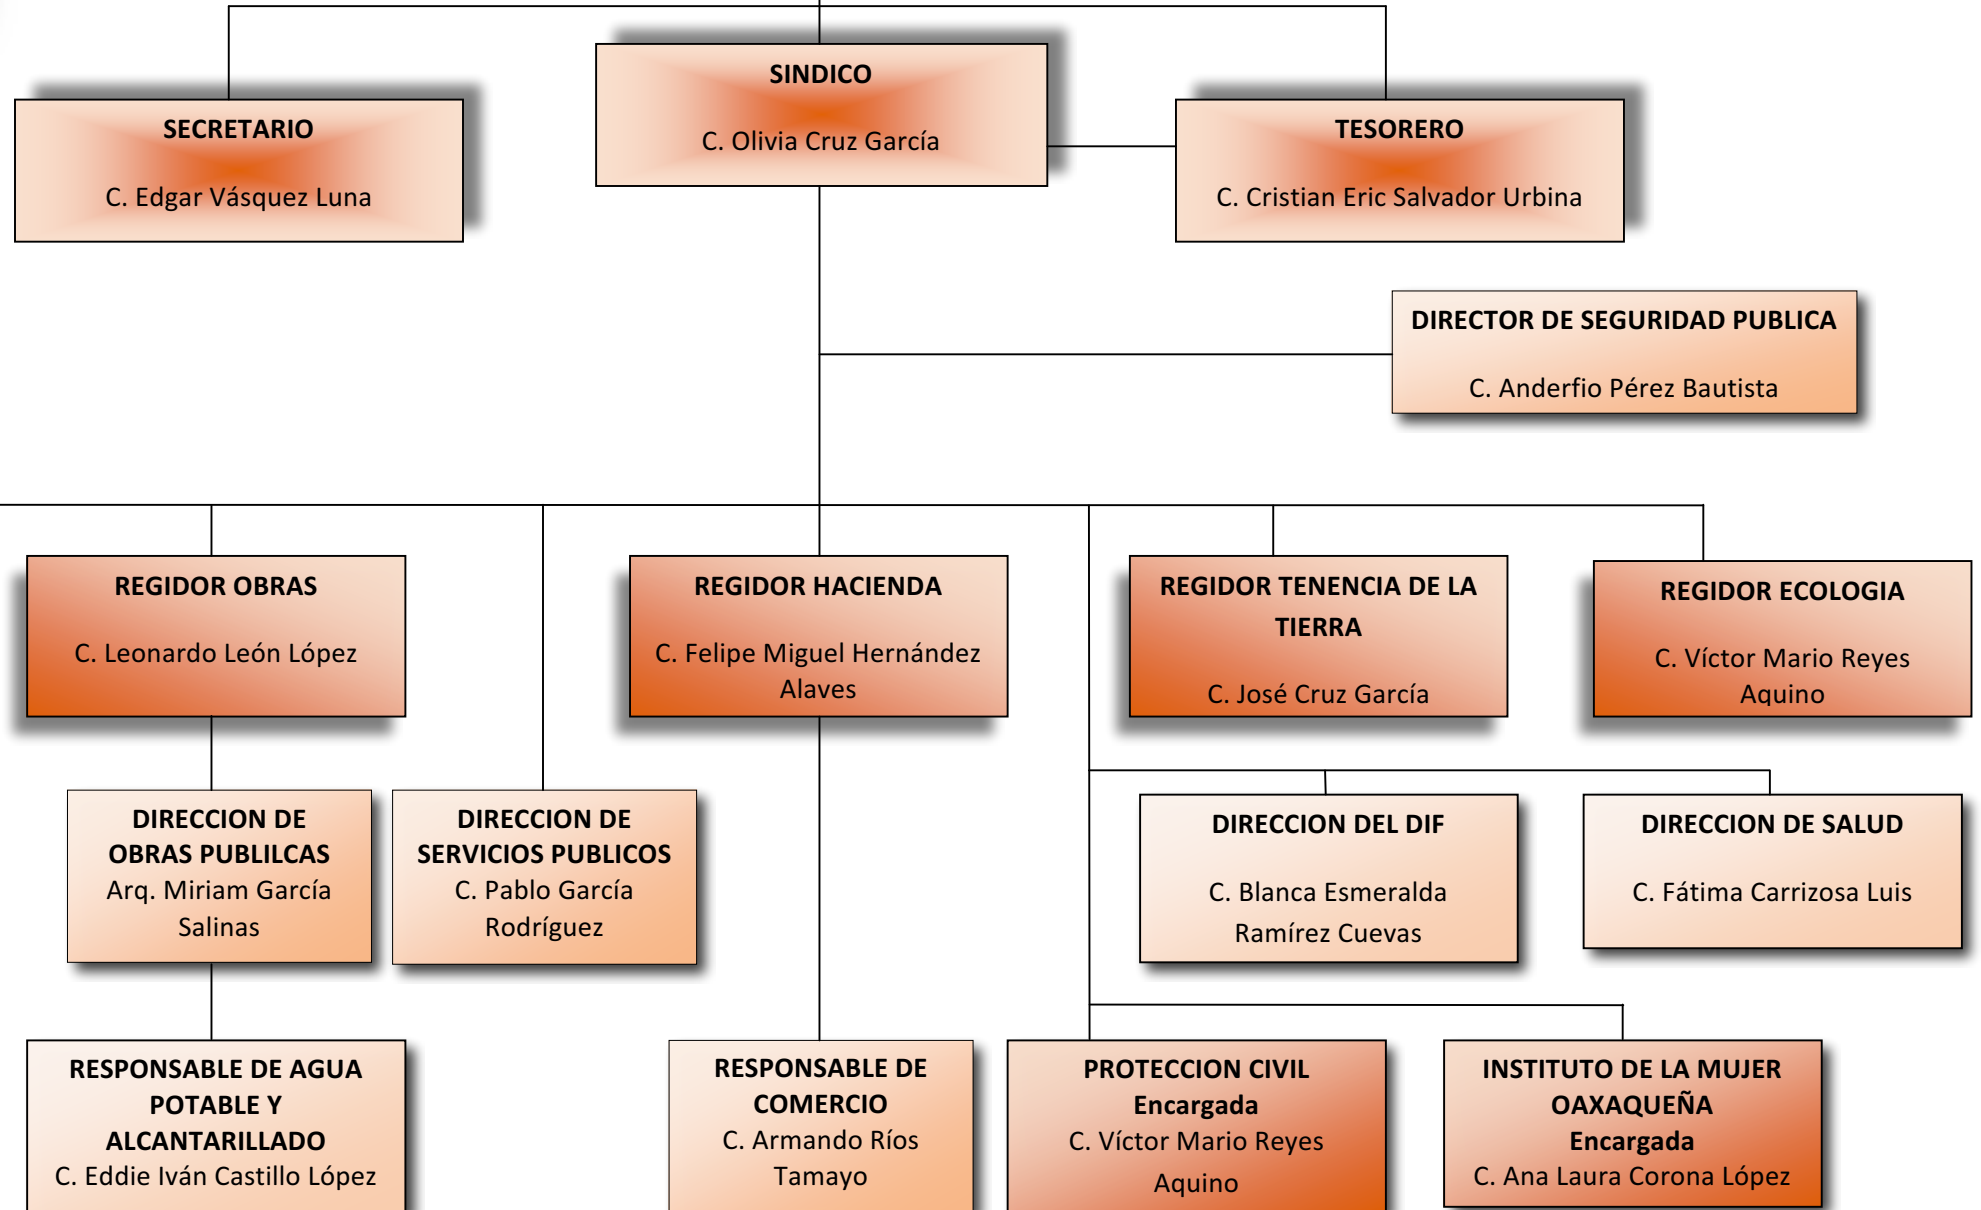 SINDICO
C. Olivia Cruz García
SECRETARIO
C. Edgar Vásquez Luna
TESORERO
C. Cristian Eric Salvador Urbina
DIRECTOR DE SEGURIDAD PUBLICA
C. Anderfio Pérez Bautista
REGIDOR OBRAS
C. Leonardo León López
REGIDOR HACIENDA
C. Felipe Miguel Hernández
Alaves
REGIDOR TENENCIA DE LA
TIERRA
C. José Cruz García
REGIDOR ECOLOGIA
C. Víctor Mario Reyes
Aquino
DIRECCION DE
OBRAS PUBLILCAS
Arq. Miriam García
Salinas
DIRECCION DE
SERVICIOS PUBLICOS
C. Pablo García
Rodríguez
DIRECCION DEL DIF
C. Blanca Esmeralda
Ramírez Cuevas
DIRECCION DE SALUD
C. Fátima Carrizosa Luis
RESPONSABLE DE AGUA
POTABLE Y
ALCANTARILLADO
C. Eddie Iván Castillo López
RESPONSABLE DE
COMERCIO
C. Armando Ríos
Tamayo
PROTECCION CIVIL
Encargada
C. Víctor Mario Reyes
Aquino
INSTITUTO DE LA MUJER
OAXAQUEÑA
Encargada
C. Ana Laura Corona López